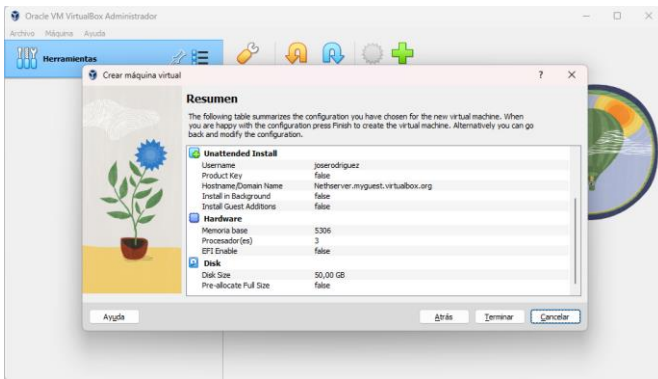 Oracle VM VirtualBox Administrador
Archivo Máquina Ayuda
Herramientas
Crear máquina virtual
?
Resumen
The following table summarizes the configuration you have chosen for the new virtual machine. When
you are happy with the configuration press Finish to create the virtual machine. Alternatively you can go
back and modify the configuration.
Unattended Install
Username joserodriguez
Product Key false
Hostname/Domain Name Nethserver.myguest.virtualbox.org
Install in Background false
Install Guest Additions false
Hardware
Memoria base 5306
Procesador(es) 3
EFI Enable false
Disk
Disk Size 50,00 GB
Pre-allocate Full Size false
Ayuda Atrás Terminar Cancelar